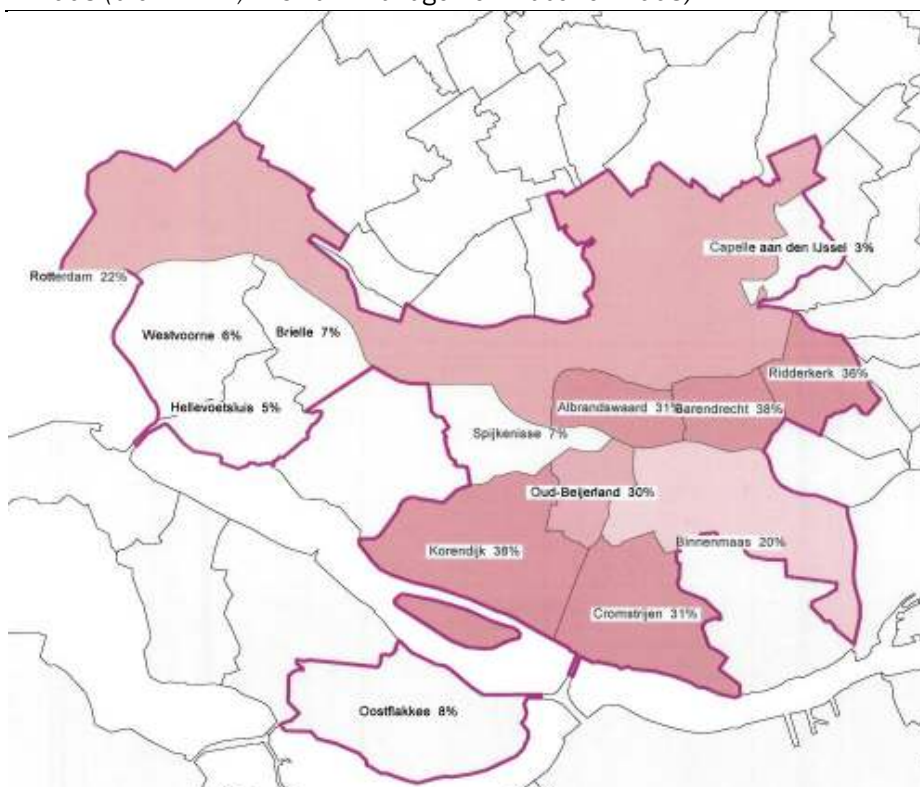 Capelle aan den IJssel 3%
Rotterdam 22%
Westvoorne 6%
Brielle 7%
Ridderkerk 36%
Hellevoetsluis 5%
Albrandswaard 31%
Barendrecht 38%
Spijkenisse 7%
Oud-Beijerland 30%
Binnenmaas 20%
Korendijk 38%
Cromstrijen 31%
Oostflakkee 8%